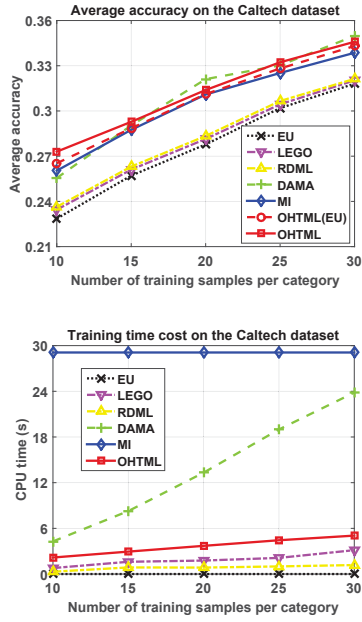 Average accuracy on the Caltech dataset
0.36
0.33
0.3
0.27
0.24
0.21
Average accuracy
EU
LEGO
RDML
DAMA
MI
OHTML(EU)
OHTML
10 15 20 25 30
Number of training samples per category
Training time cost on the Caltech dataset
30
24
18
12
6
0
CPU time (s)
EU
LEGO
RDML
DAMA
MI
OHTML
10 15 20 25 30
Number of training samples per category